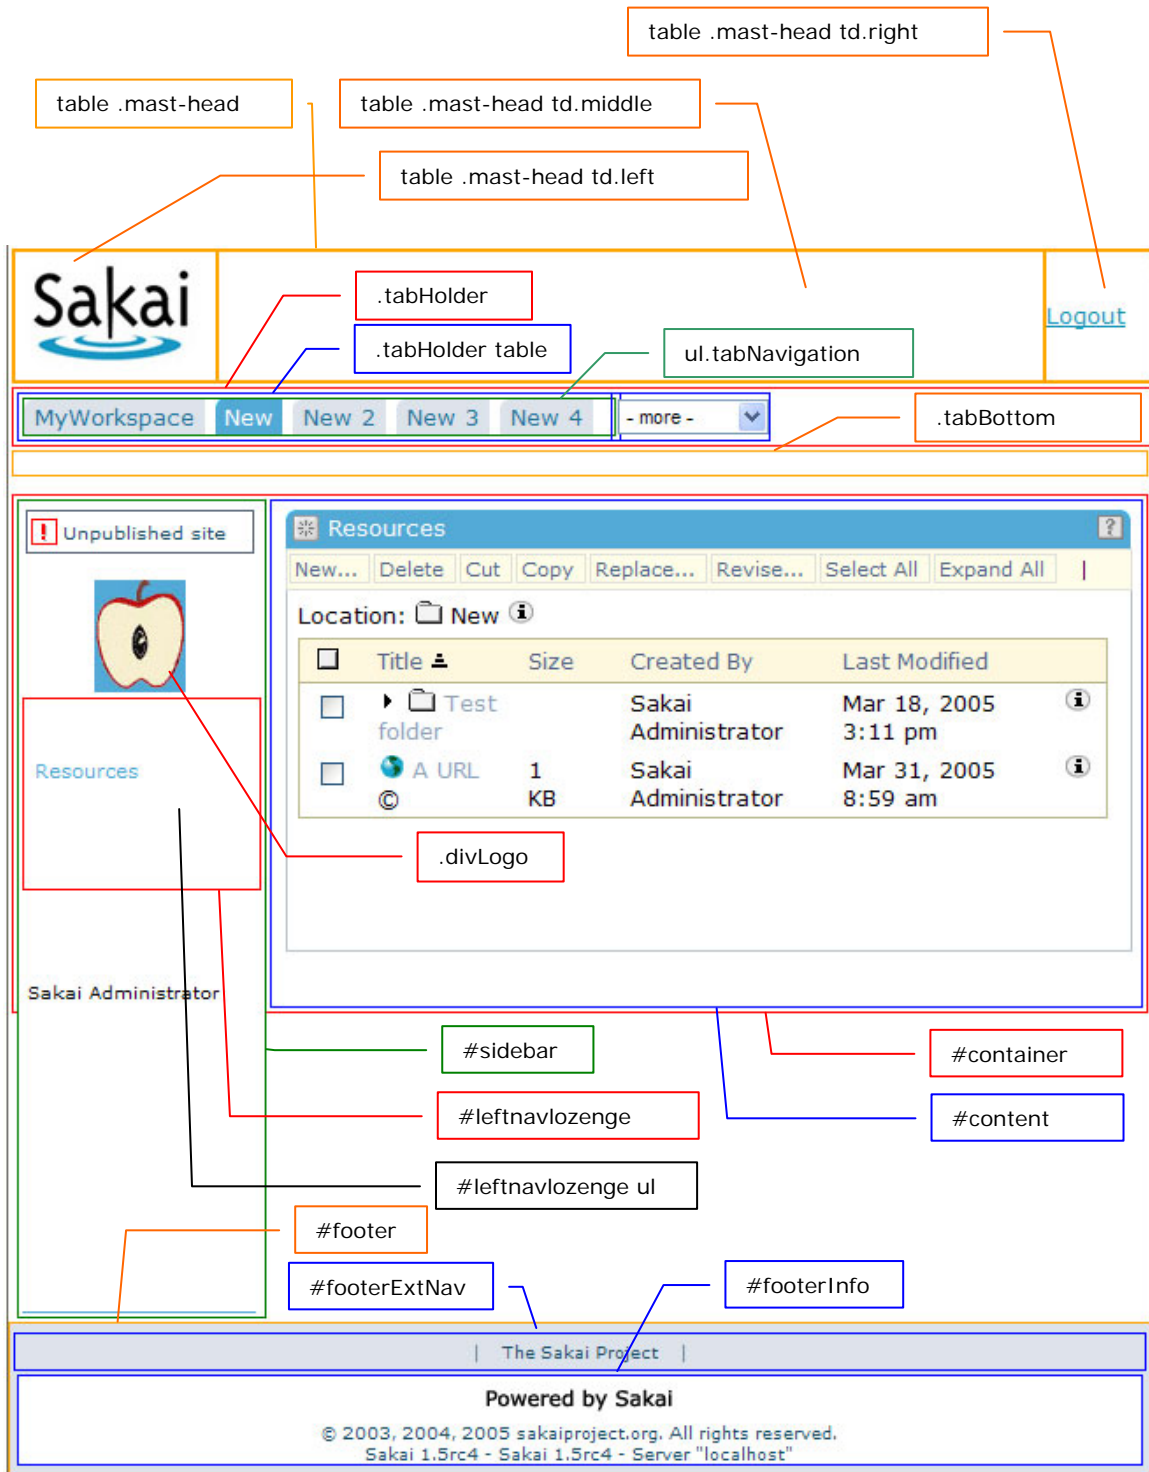 table .mast-head td.right
table .mast-head
table .mast-head td.middle
table .mast-head td.left
Sakai
.tabHolder
Logout
.tabHolder table
ul.tabNavigation
MyWorkspace New New 2 New 3 New 4 - more -
.tabBottom
! Unpublished site
Resources ?
New... Delete Cut Copy Replace... Revise... Select All Expand All |
Location: New i
Title Size Created By Last Modified
Test folder Sakai Administrator Mar 18, 2005 3:11 pm i
A URL © 1 KB Sakai Administrator Mar 31, 2005 8:59 am i
Resources
.divLogo
Sakai Administrator
#sidebar
#container
#leftnavlozenge
#content
#leftnavlozenge ul
#footer
#footerExtNav
#footerInfo
| The Sakai Project |
Powered by Sakai
© 2003, 2004, 2005 sakaiproject.org. All rights reserved.
Sakai 1.5rc4 - Sakai 1.5rc4 - Server "localhost"